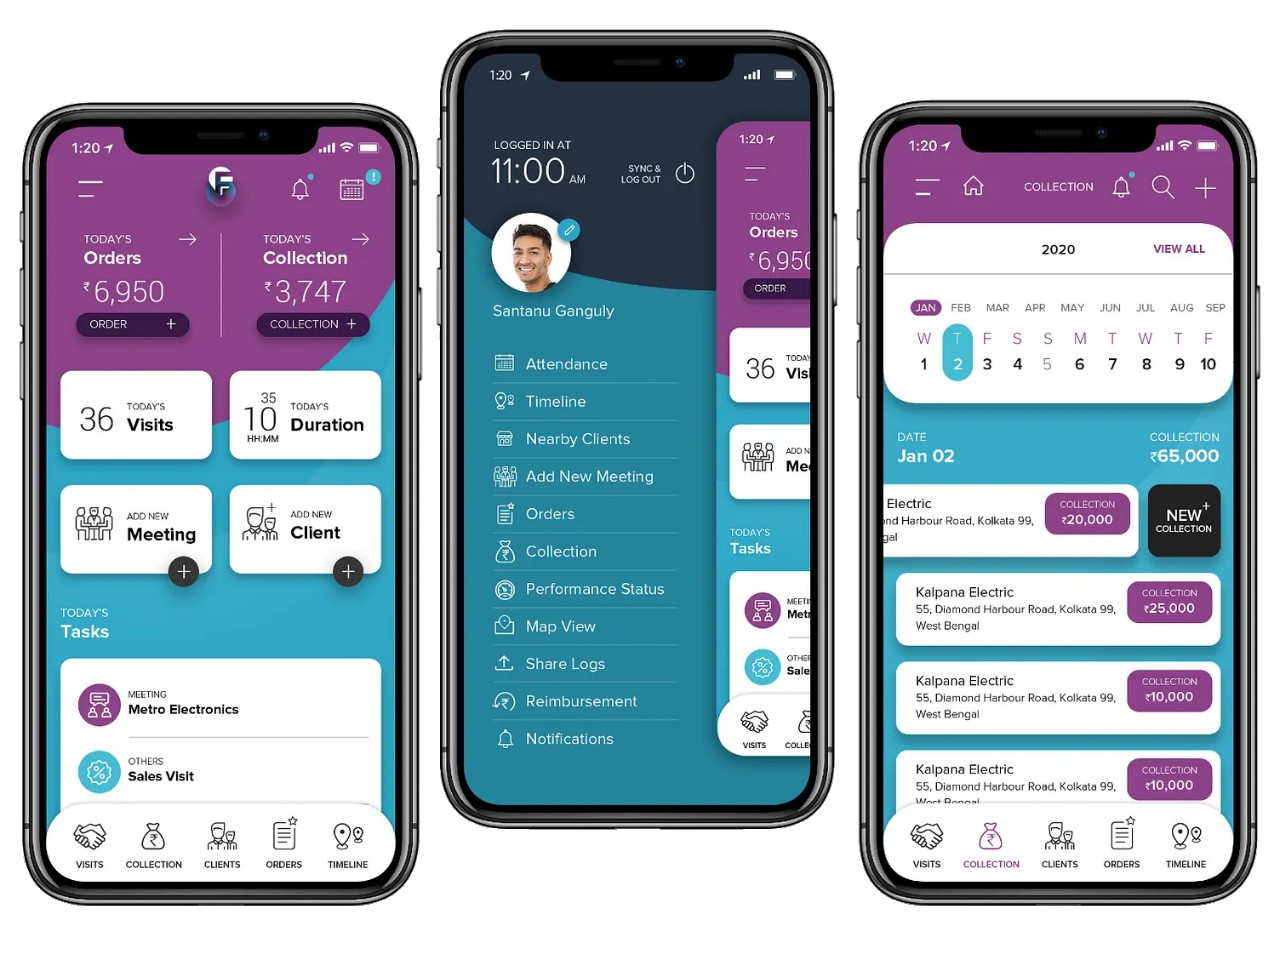 1:20
TODAY'S
Orders
₹6,950
ORDER +
TODAY'S
Collection
₹3,747
COLLECTION +
36
TODAY'S
Visits
35
10
HH:MM
TODAY'S
Duration
ADD NEW
Meeting
+
ADD NEW
Client
+
TODAY'S
Tasks
MEETING
Metro Electronics
OTHERS
Sales Visit
VISITS
COLLECTION
CLIENTS
ORDERS
TIMELINE
1:20
LOGGED IN AT
11:00 AM
SYNC &
LOG OUT
Santanu Ganguly
Attendance
Timeline
Nearby Clients
Add New Meeting
Orders
Collection
Performance Status
Map View
Share Logs
Reimbursement
Notifications
1:20
TODAY'S
Orders
₹6,950
ORDER
36
TODAY
Visi
ADD N
Me
TODAY'S
Tasks
MEETI
Metr
OTHE
Sale
VISITS
COLLE
1:20
COLLECTION
2020
VIEW ALL
JAN FEB MAR APR MAY JUN JUL AUG SEP
W T F S S M T W T F
1 2 3 4 5 6 7 8 9 10
DATE
Jan 02
COLLECTION
₹65,000
Electric
ond Harbour Road, Kolkata 99,
gal
COLLECTION
₹20,000
NEW+
COLLECTION
Kalpana Electric
55, Diamond Harbour Road, Kolkata 99,
West Bengal
COLLECTION
₹25,000
Kalpana Electric
55, Diamond Harbour Road, Kolkata 99,
West Bengal
COLLECTION
₹10,000
Kalpana Electric
55, Diamond Harbour Road, Kolkata 99,
West Bengal
COLLECTION
₹10,000
VISITS
COLLECTION
CLIENTS
ORDERS
TIMELINE